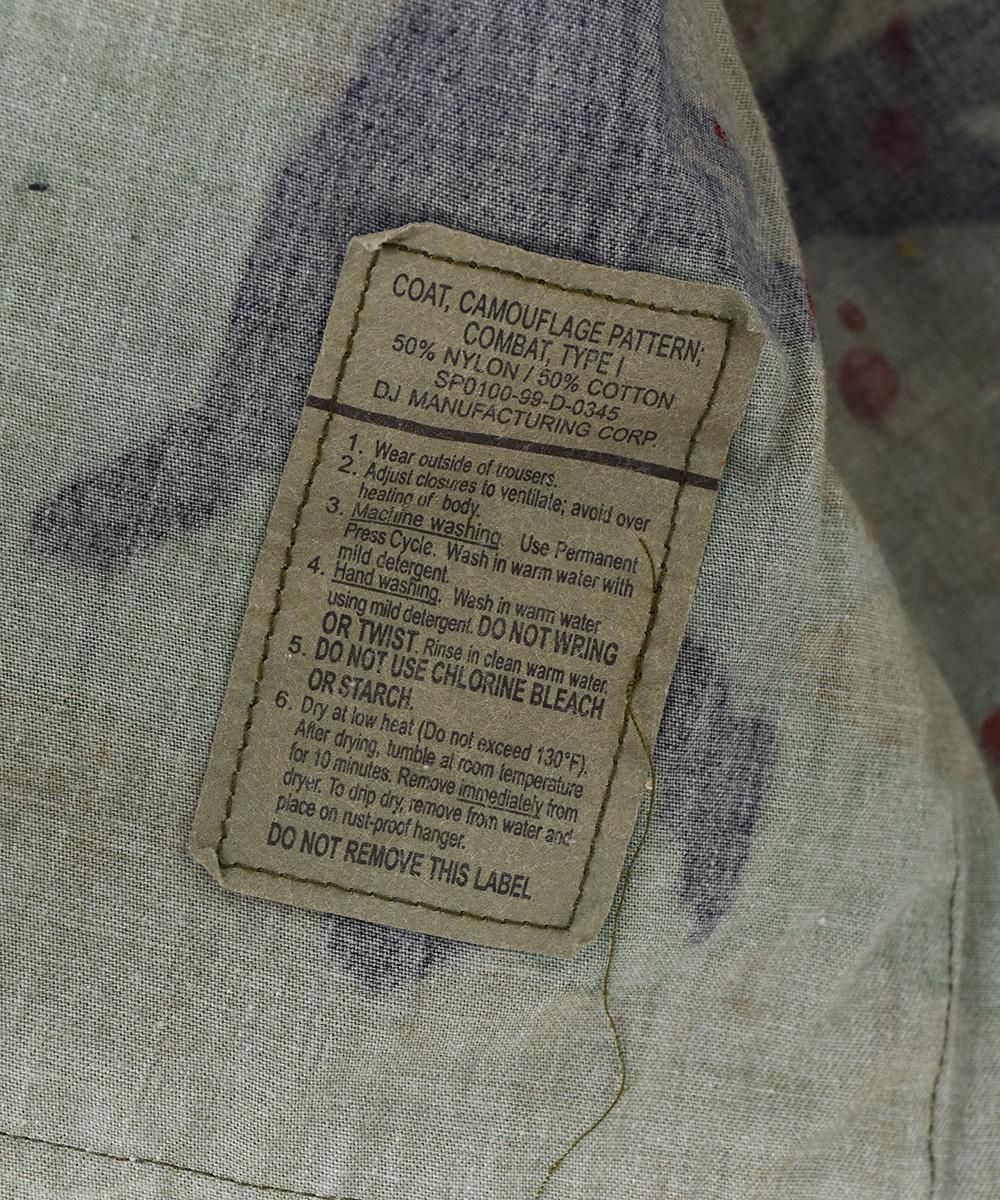 COAT, CAMOUFLAGE PATTERN;
COMBAT, TYPE I
50% NYLON / 50% COTTON
SP0100-99-D-0345
DJ MANUFACTURING CORP.
1. Wear outside of trousers.
2. Adjust closures to ventilate; avoid over
heating of body.
3. Machine washing. Use Permanent
Press Cycle. Wash in warm water with
mild detergent.
4. Hand washing. Wash in warm water
using mild detergent. DO NOT WRING
OR TWIST. Rinse in clean warm water.
5. DO NOT USE CHLORINE BLEACH
OR STARCH.
6. Dry at low heat (Do not exceed 130°F).
After drying, tumble at room temperature
for 10 minutes. Remove immediately from
dryer. To drip dry, remove from water and
place on rust-proof hanger.
DO NOT REMOVE THIS LABEL